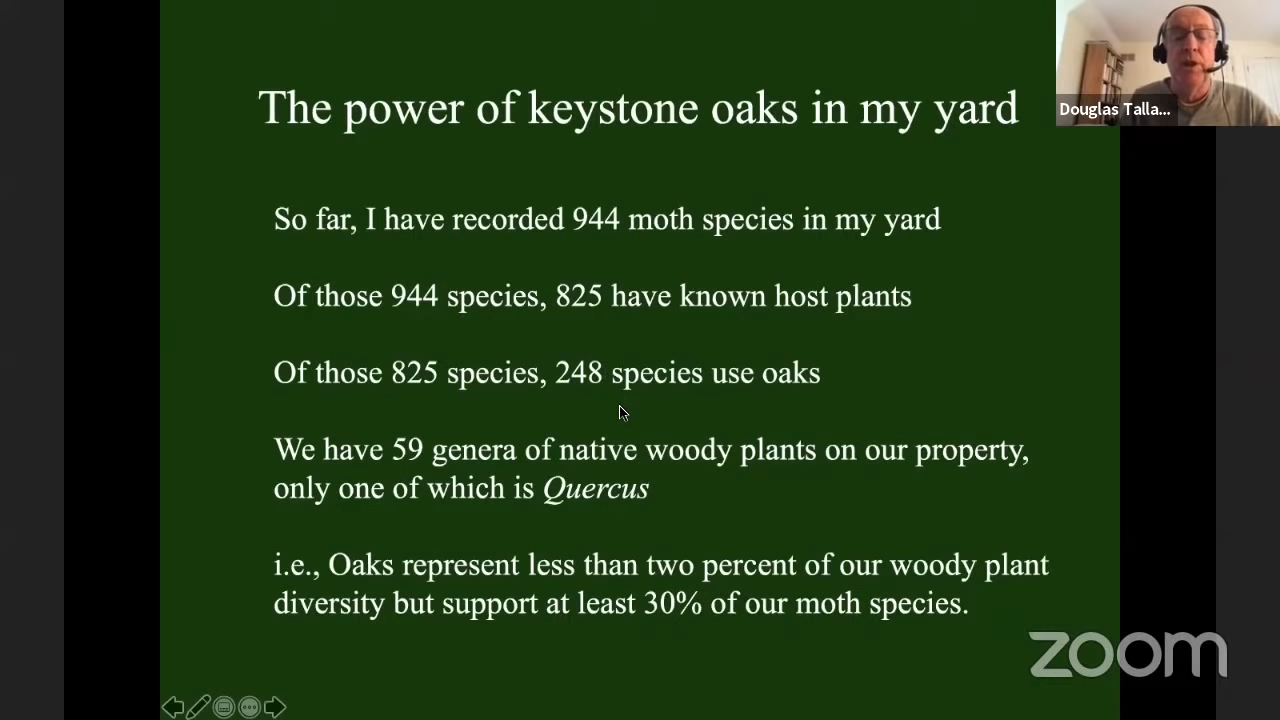 The power of keystone oaks in my yard
Douglas Talla...
So far, I have recorded 944 moth species in my yard
Of those 944 species, 825 have known host plants
Of those 825 species, 248 species use oaks
We have 59 genera of native woody plants on our property,
only one of which is Quercus
i.e., Oaks represent less than two percent of our woody plant
diversity but support at least 30% of our moth species.
zoom